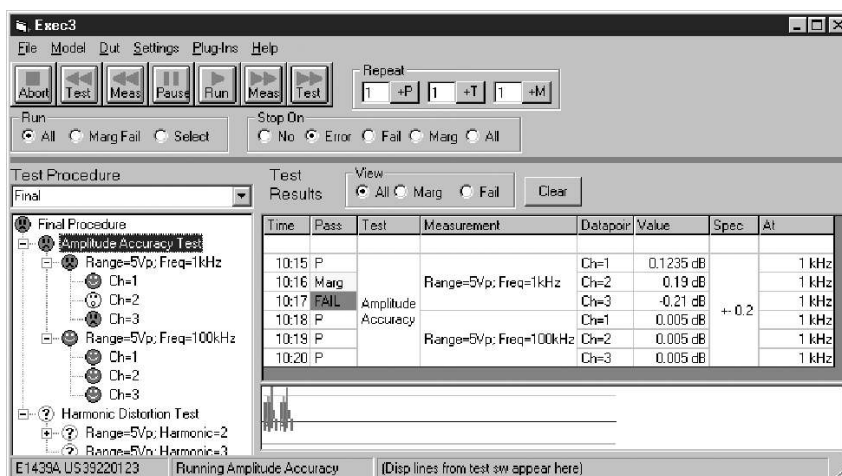 Exec3
File Model Dut Settings Plug-Ins Help
Abort Test Meas Pause Run Meas Test
Repeat
1 +P 1 +T 1 +M
Run
All Marg Fail Select
Stop On
No Error Fail Marg All
Test Procedure
Final
Test Results
View
All Marg Fail
Clear
Final Procedure
Amplitude Accuracy Test
Range=5Vp; Freq=1kHz
Ch=1
Ch=2
Ch=3
Range=5Vp; Freq=100kHz
Ch=1
Ch=2
Ch=3
Harmonic Distortion Test
Range=5Vp; Harmonic=2
Range=5Vp; Harmonic=3
Time Pass Test Measurement Datapoir Value Spec At
Amplitude Accuracy
Range=5Vp; Freq=1kHz
+- 0.2
10:15 P Ch=1 0.1235 dB 1 kHz
10:16 Marg Ch=2 0.19 dB 1 kHz
10:17 FAIL Ch=3 -0.21 dB 1 kHz
Range=5Vp; Freq=100kHz
10:18 P Ch=1 0.005 dB 1 kHz
10:19 P Ch=2 0.005 dB 1 kHz
10:20 P Ch=3 0.005 dB 1 kHz
E1439A US39220123 Running Amplitude Accuracy (Disp lines from test sw appear here)